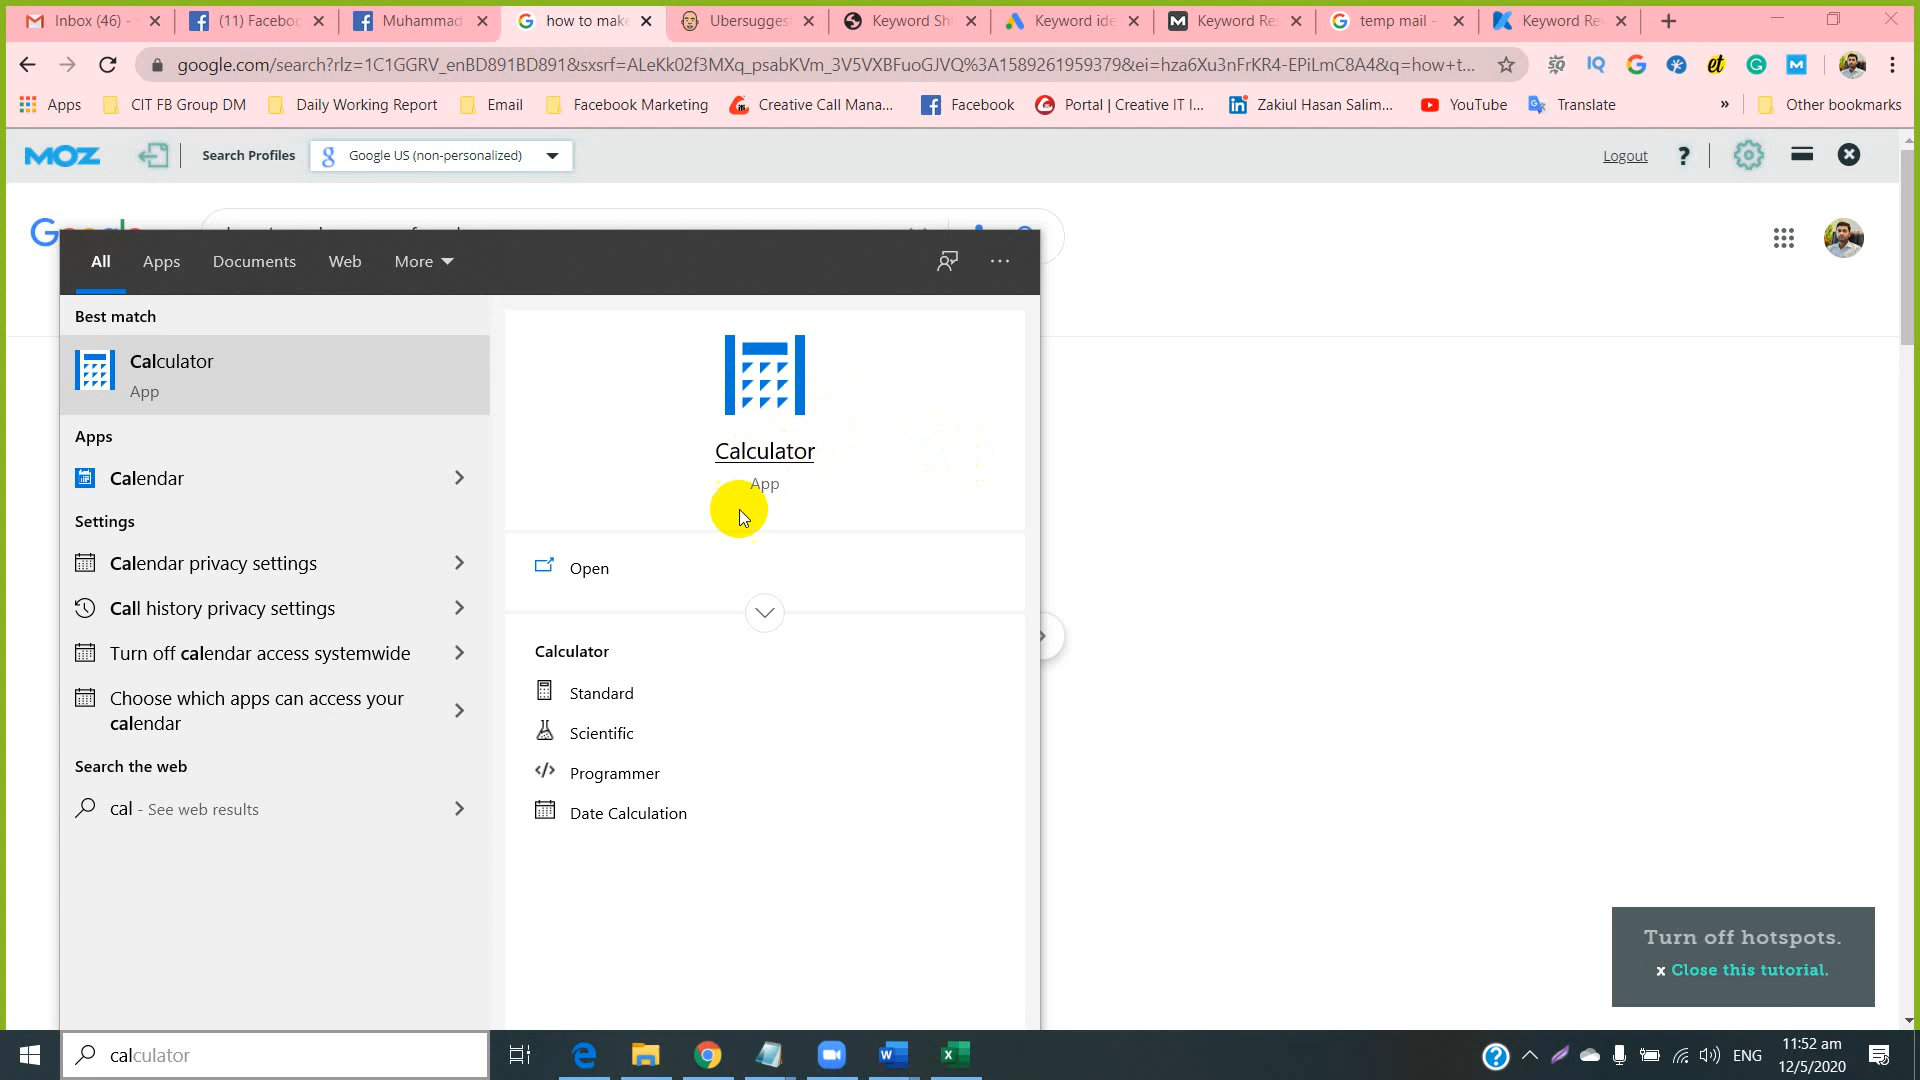 Inbox (46) -
(11) Faceboo
Muhammad
how to make
Ubersuggest
Keyword Sh
Keyword ide
Keyword Re
temp mail -
Keyword Re
google.com/search?rlz=1C1GGRV_enBD891BD891&sxsrf=ALeKk02f3MXq_psabKVm_3V5VXBFuoGJVQ%3A1589261959379&ei=hza6Xu3nFrKR4-EPiLmC8A4&q=how+t...
Apps
CIT FB Group DM
Daily Working Report
Email
Facebook Marketing
Creative Call Mana...
Facebook
Portal | Creative IT I...
Zakiul Hasan Salim...
YouTube
Translate
»
Other bookmarks
MOZ
Search Profiles
Google US (non-personalized)
Logout
?
All
Apps
Documents
Web
More
Best match
Calculator
App
Apps
Calendar
Settings
Calendar privacy settings
Call history privacy settings
Turn off calendar access systemwide
Choose which apps can access your
calendar
Search the web
cal - See web results
Calculator
App
Open
Calculator
Standard
Scientific
Programmer
Date Calculation
Turn off hotspots.
x Close this tutorial.
calculator
ENG
11:52 am
12/5/2020